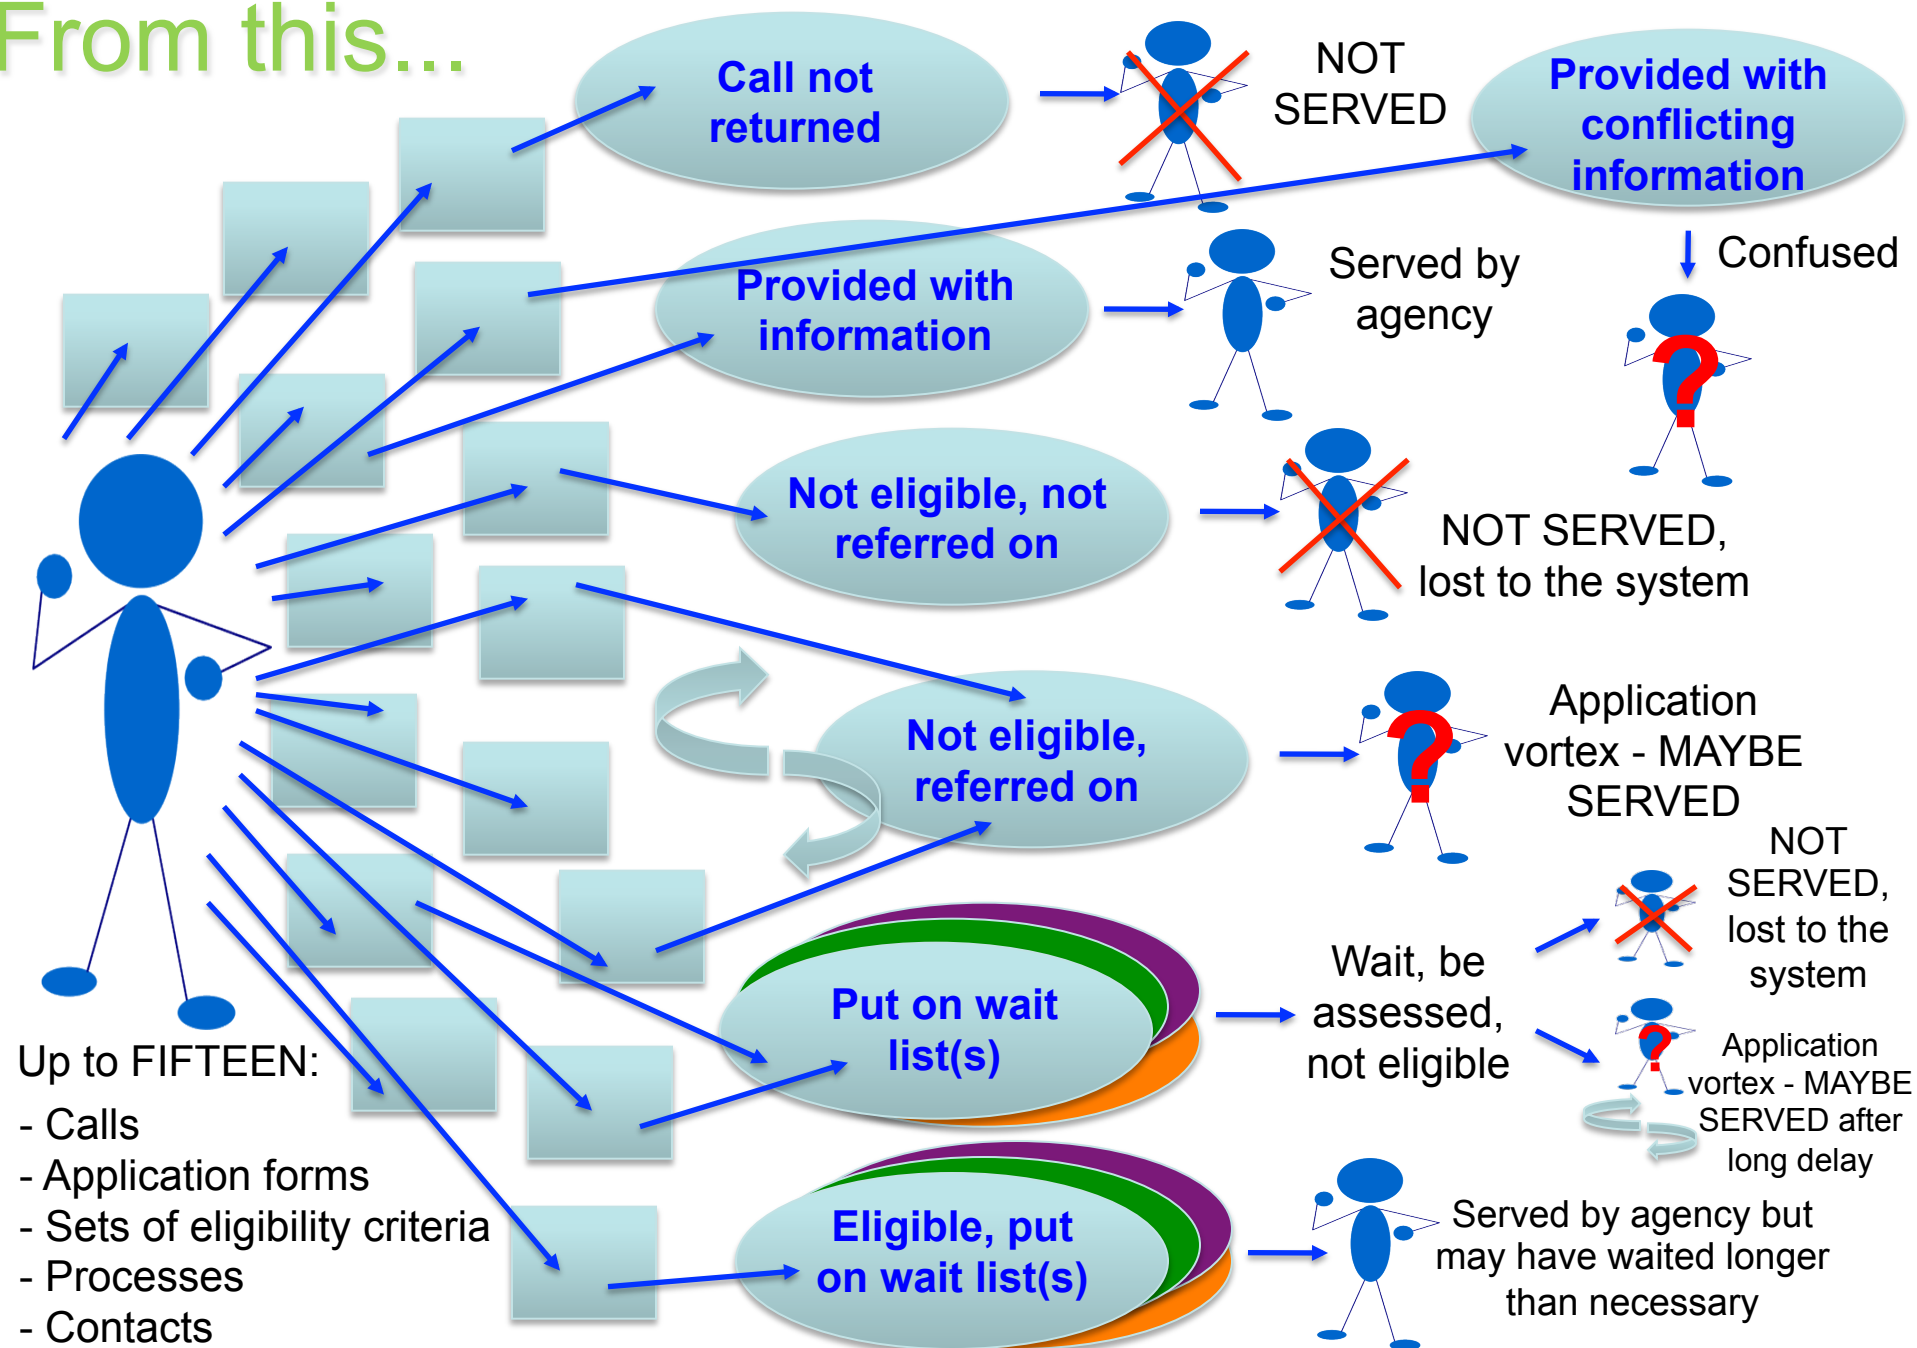 From this...
Call not
returned
NOT
SERVED
Provided with
conflicting
information
Confused
?
Provided with
information
Served by
agency
Not eligible, not
referred on
NOT SERVED,
lost to the system
Not eligible,
referred on
?
Application
vortex - MAYBE
SERVED
Put on wait
list(s)
Wait, be
assessed,
not eligible
NOT
SERVED,
lost to the
system
?
Application
vortex - MAYBE
SERVED after
long delay
Eligible, put
on wait list(s)
Served by agency but
may have waited longer
than necessary
Up to FIFTEEN:
- Calls
- Application forms
- Sets of eligibility criteria
- Processes
- Contacts